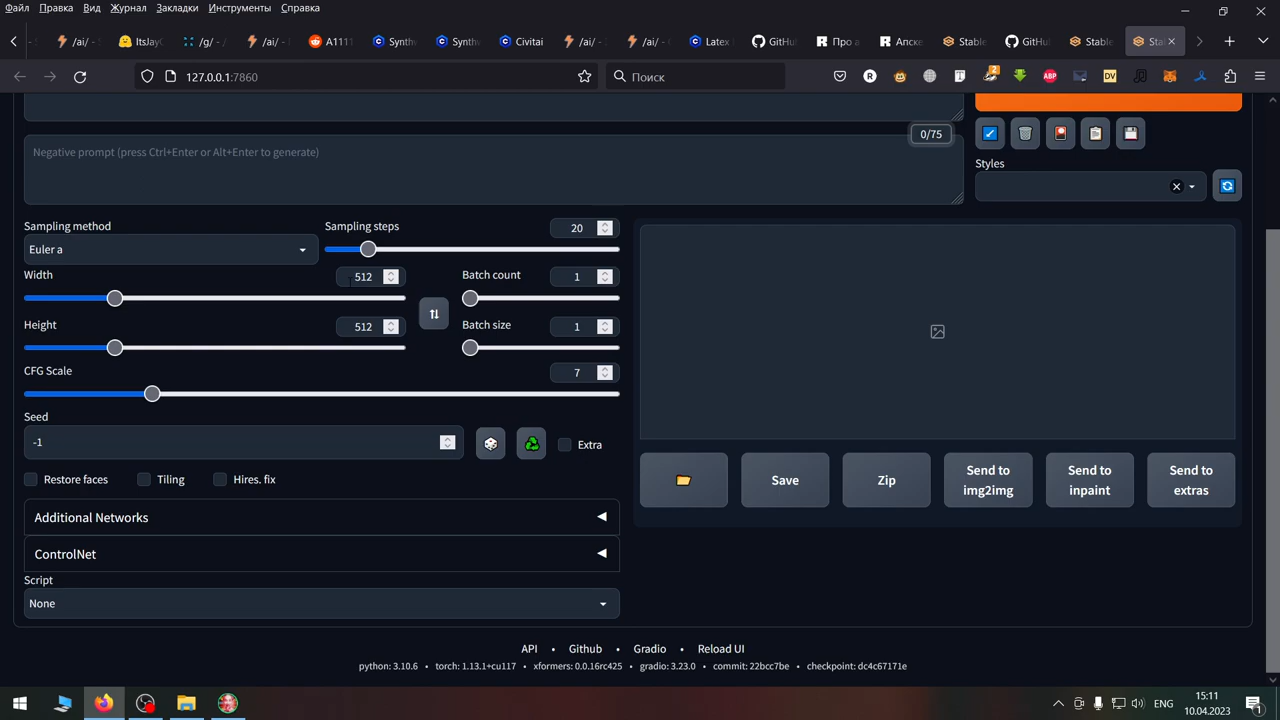 Файл Правка Вид Журнал Закладки Инструменты Справка
/ai/ - ItsJay /g/ - /ai/ - A1111 Synth Synth Civitai /ai/ - /ai/ - Latex GitHub Про а Апске Stable GitHub Stable Stal
127.0.0.1:7860 Поиск
0/75
Negative prompt (press Ctrl+Enter or Alt+Enter to generate)
Styles
Sampling method Sampling steps 20
Euler a
Width 512 Batch count 1
Height 512 Batch size 1
CFG Scale 7
Seed
-1 Extra
Restore faces Tiling Hires. fix
Save Zip Send to img2img Send to inpaint Send to extras
Additional Networks
ControlNet
Script
None
API • Github • Gradio • Reload UI
python: 3.10.6 • torch: 1.13.1+cu117 • xformers: 0.0.16rc425 • gradio: 3.23.0 • commit: 22bcc7be • checkpoint: dc4c67171e
ENG 15:11
10.04.2023